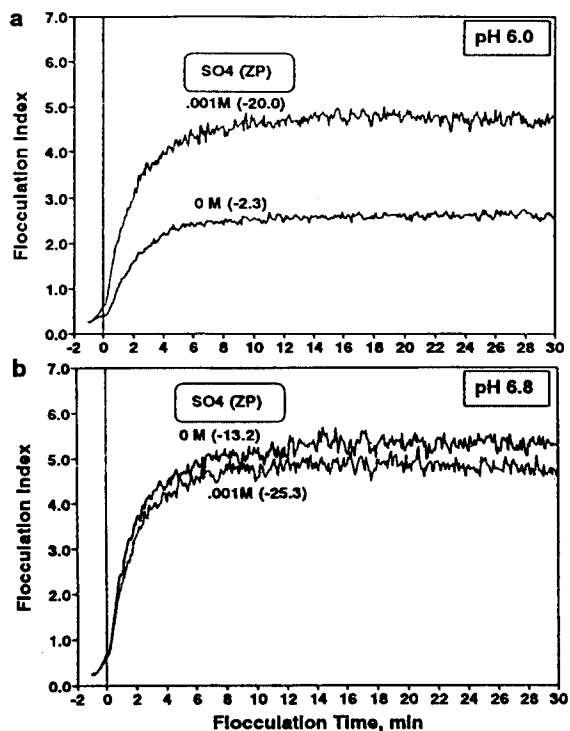 a
pH 6.0
SO4 (ZP)
.001M (-20.0)
0 M (-2.3)
Flocculation Index
7.0
6.0
5.0
4.0
3.0
2.0
1.0
0.0
-2 0 2 4 6 8 10 12 14 16 18 20 22 24 26 28 30
b
pH 6.8
SO4 (ZP)
0 M (-13.2)
.001M (-25.3)
Flocculation Index
7.0
6.0
5.0
4.0
3.0
2.0
1.0
0.0
-2 0 2 4 6 8 10 12 14 16 18 20 22 24 26 28 30
Flocculation Time, min